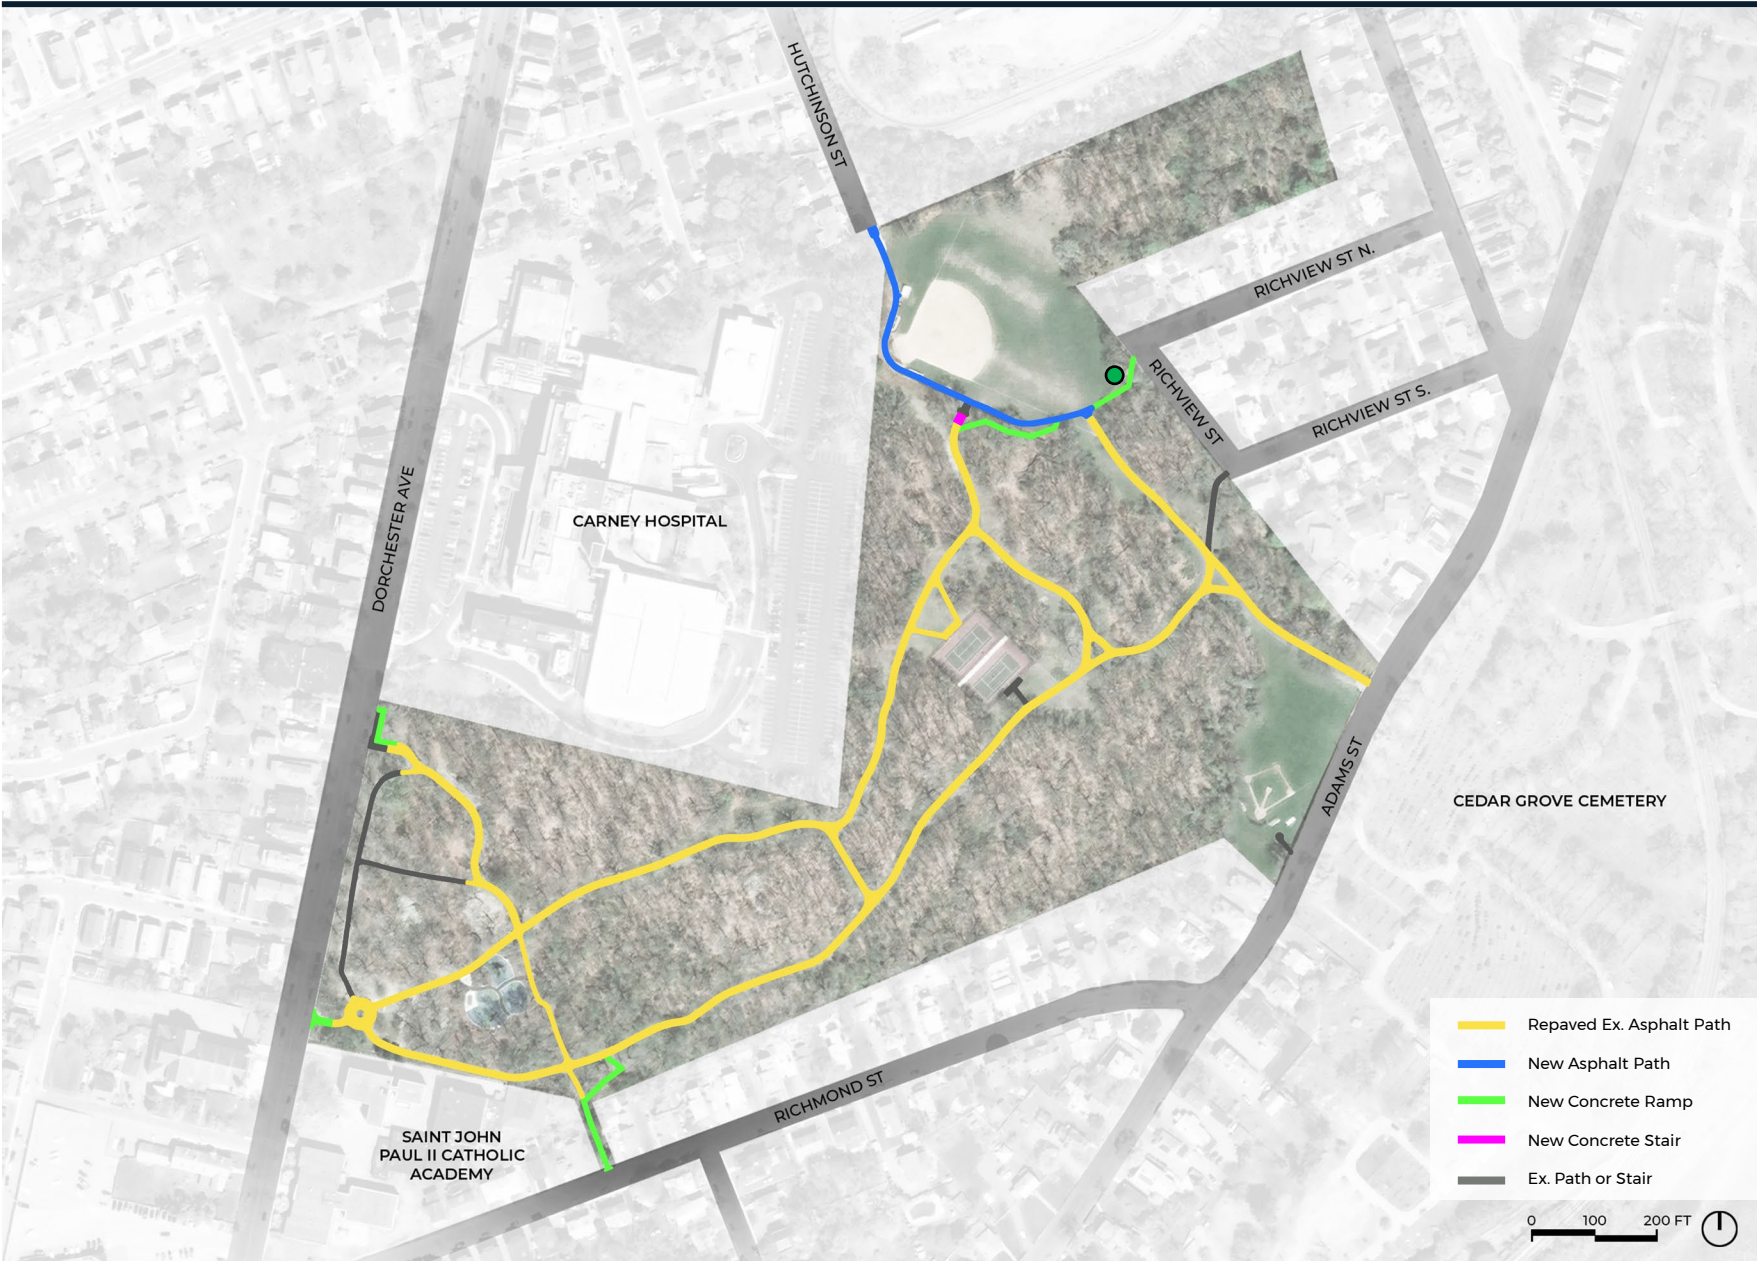 HUTCHINSON ST
RICHVIEW ST N.
RICHVIEW ST
RICHVIEW ST S.
DORCHESTER AVE
CARNEY HOSPITAL
ADAMS ST
CEDAR GROVE CEMETERY
RICHMOND ST
SAINT JOHN
PAUL II CATHOLIC
ACADEMY
Repaved Ex. Asphalt Path
New Asphalt Path
New Concrete Ramp
New Concrete Stair
Ex. Path or Stair
0 100 200 FT